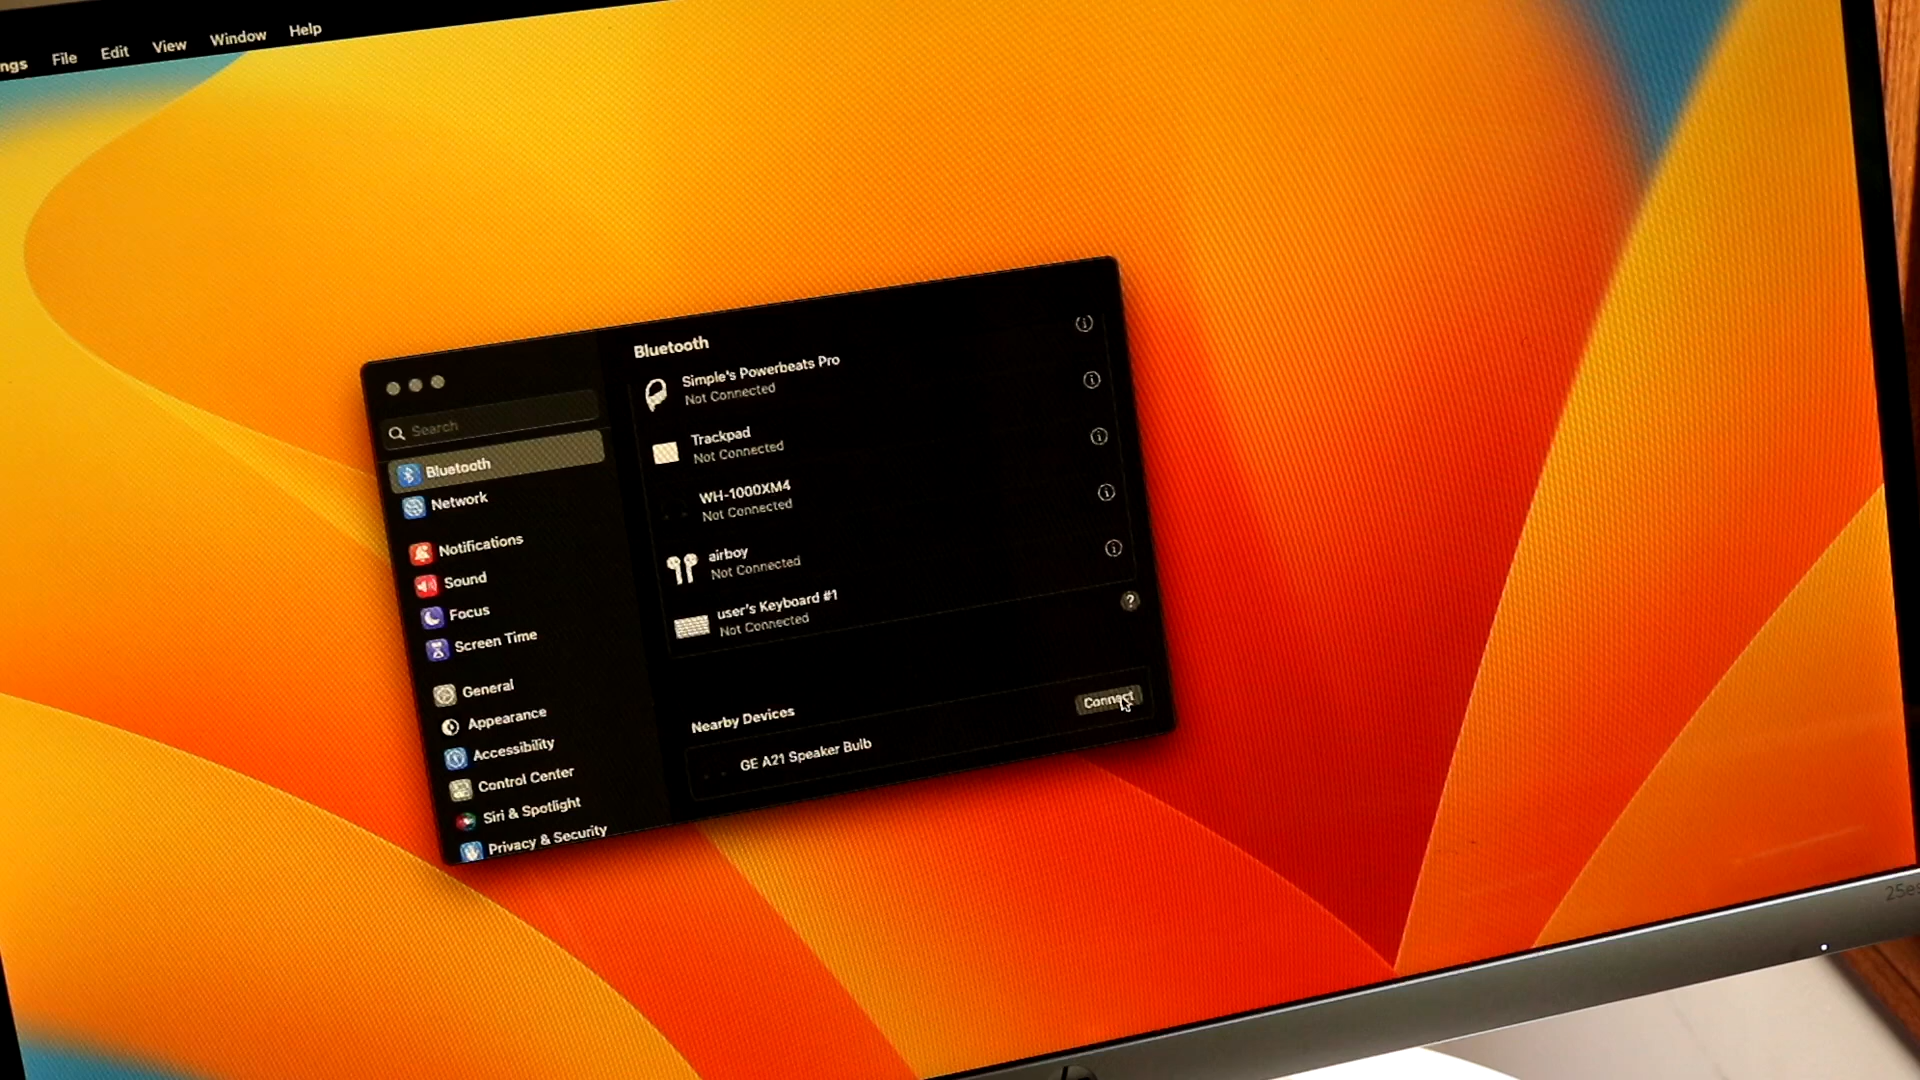 ngs File Edit View Window Help
Bluetooth
Search
Bluetooth
Network
Notifications
Sound
Focus
Screen Time
General
Appearance
Accessibility
Control Center
Siri & Spotlight
Privacy & Security
Simple's Powerbeats Pro
Not Connected
Trackpad
Not Connected
WH-1000XM4
Not Connected
airboy
Not Connected
user's Keyboard #1
Not Connected
?
Nearby Devices
GE A21 Speaker Bulb
Connect
25es
hp